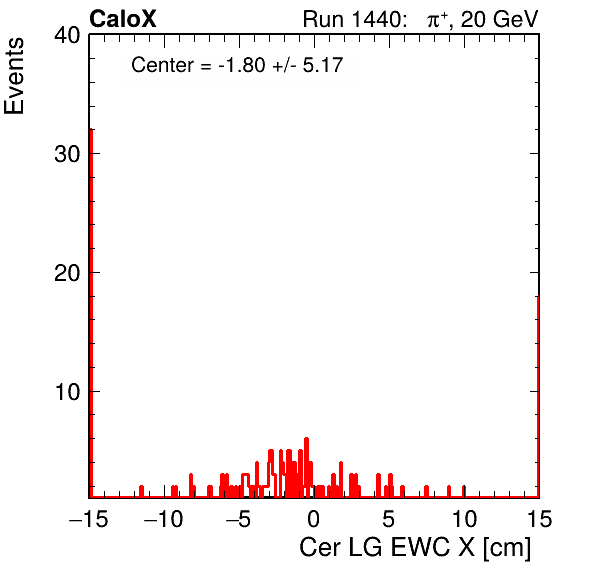 CaloX Run 1440: π⁺, 20 GeV
Center = -1.80 +/- 5.17
Events
40
30
20
10
−15 −10 −5 0 5 10 15
Cer LG EWC X [cm]